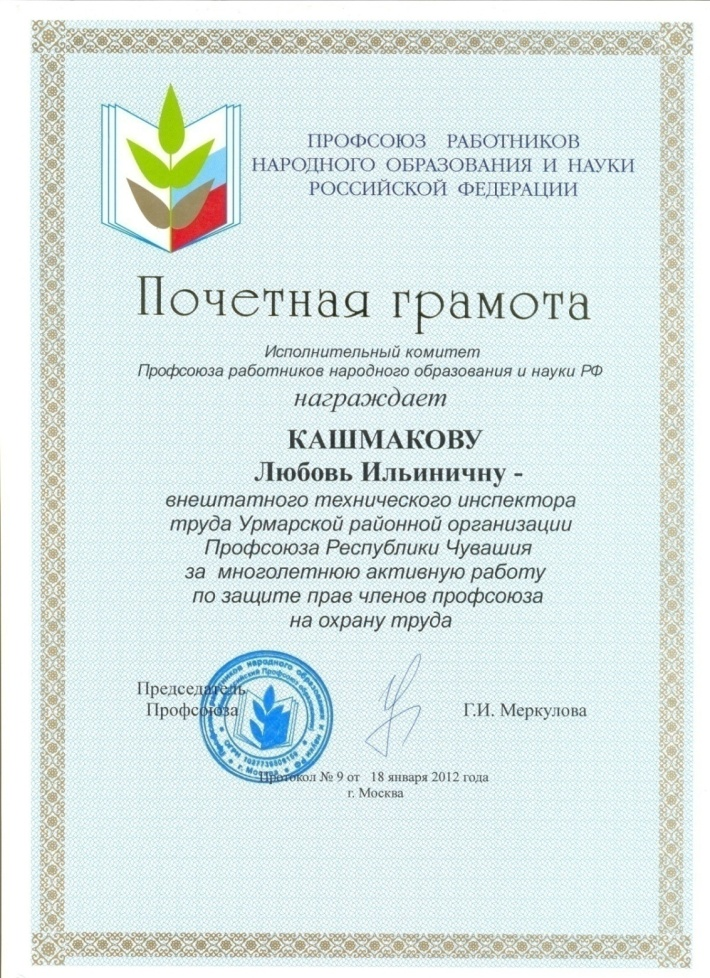 ПРОФСОЮЗ РАБОТНИКОВ
НАРОДНОГО ОБРАЗОВАНИЯ И НАУКИ
РОССИЙСКОЙ ФЕДЕРАЦИИ
Почетная грамота
Исполнительный комитет
Профсоюза работников народного образования и науки РФ
награждает
КАШМАКОВУ
Любовь Ильиничну -
внештатного технического инспектора
труда Урмарской районной организации
Профсоюза Республики Чувашия
за многолетнюю активную работу
по защите прав членов профсоюза
на охрану труда
Председатель
Профсоюза
Г.И. Меркулова
Протокол № 9 от 18 января 2012 года
г. Москва